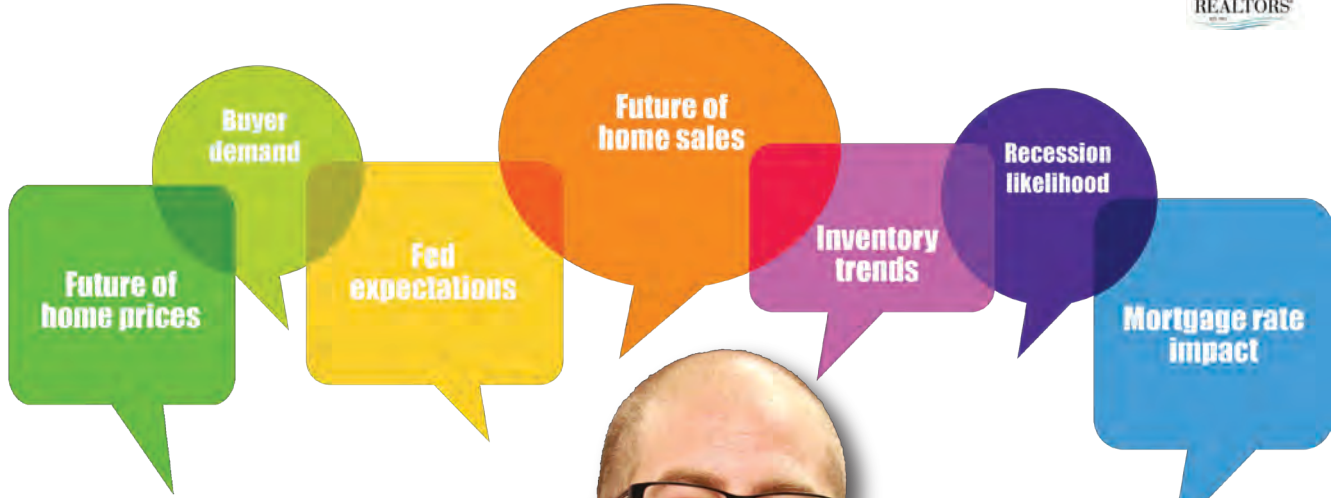 REALTORS®
Buyer
demand
Future of
home sales
Recession
likelihood
Fed
expectations
Inventory
trends
Future of
home prices
Mortgage rate
impact